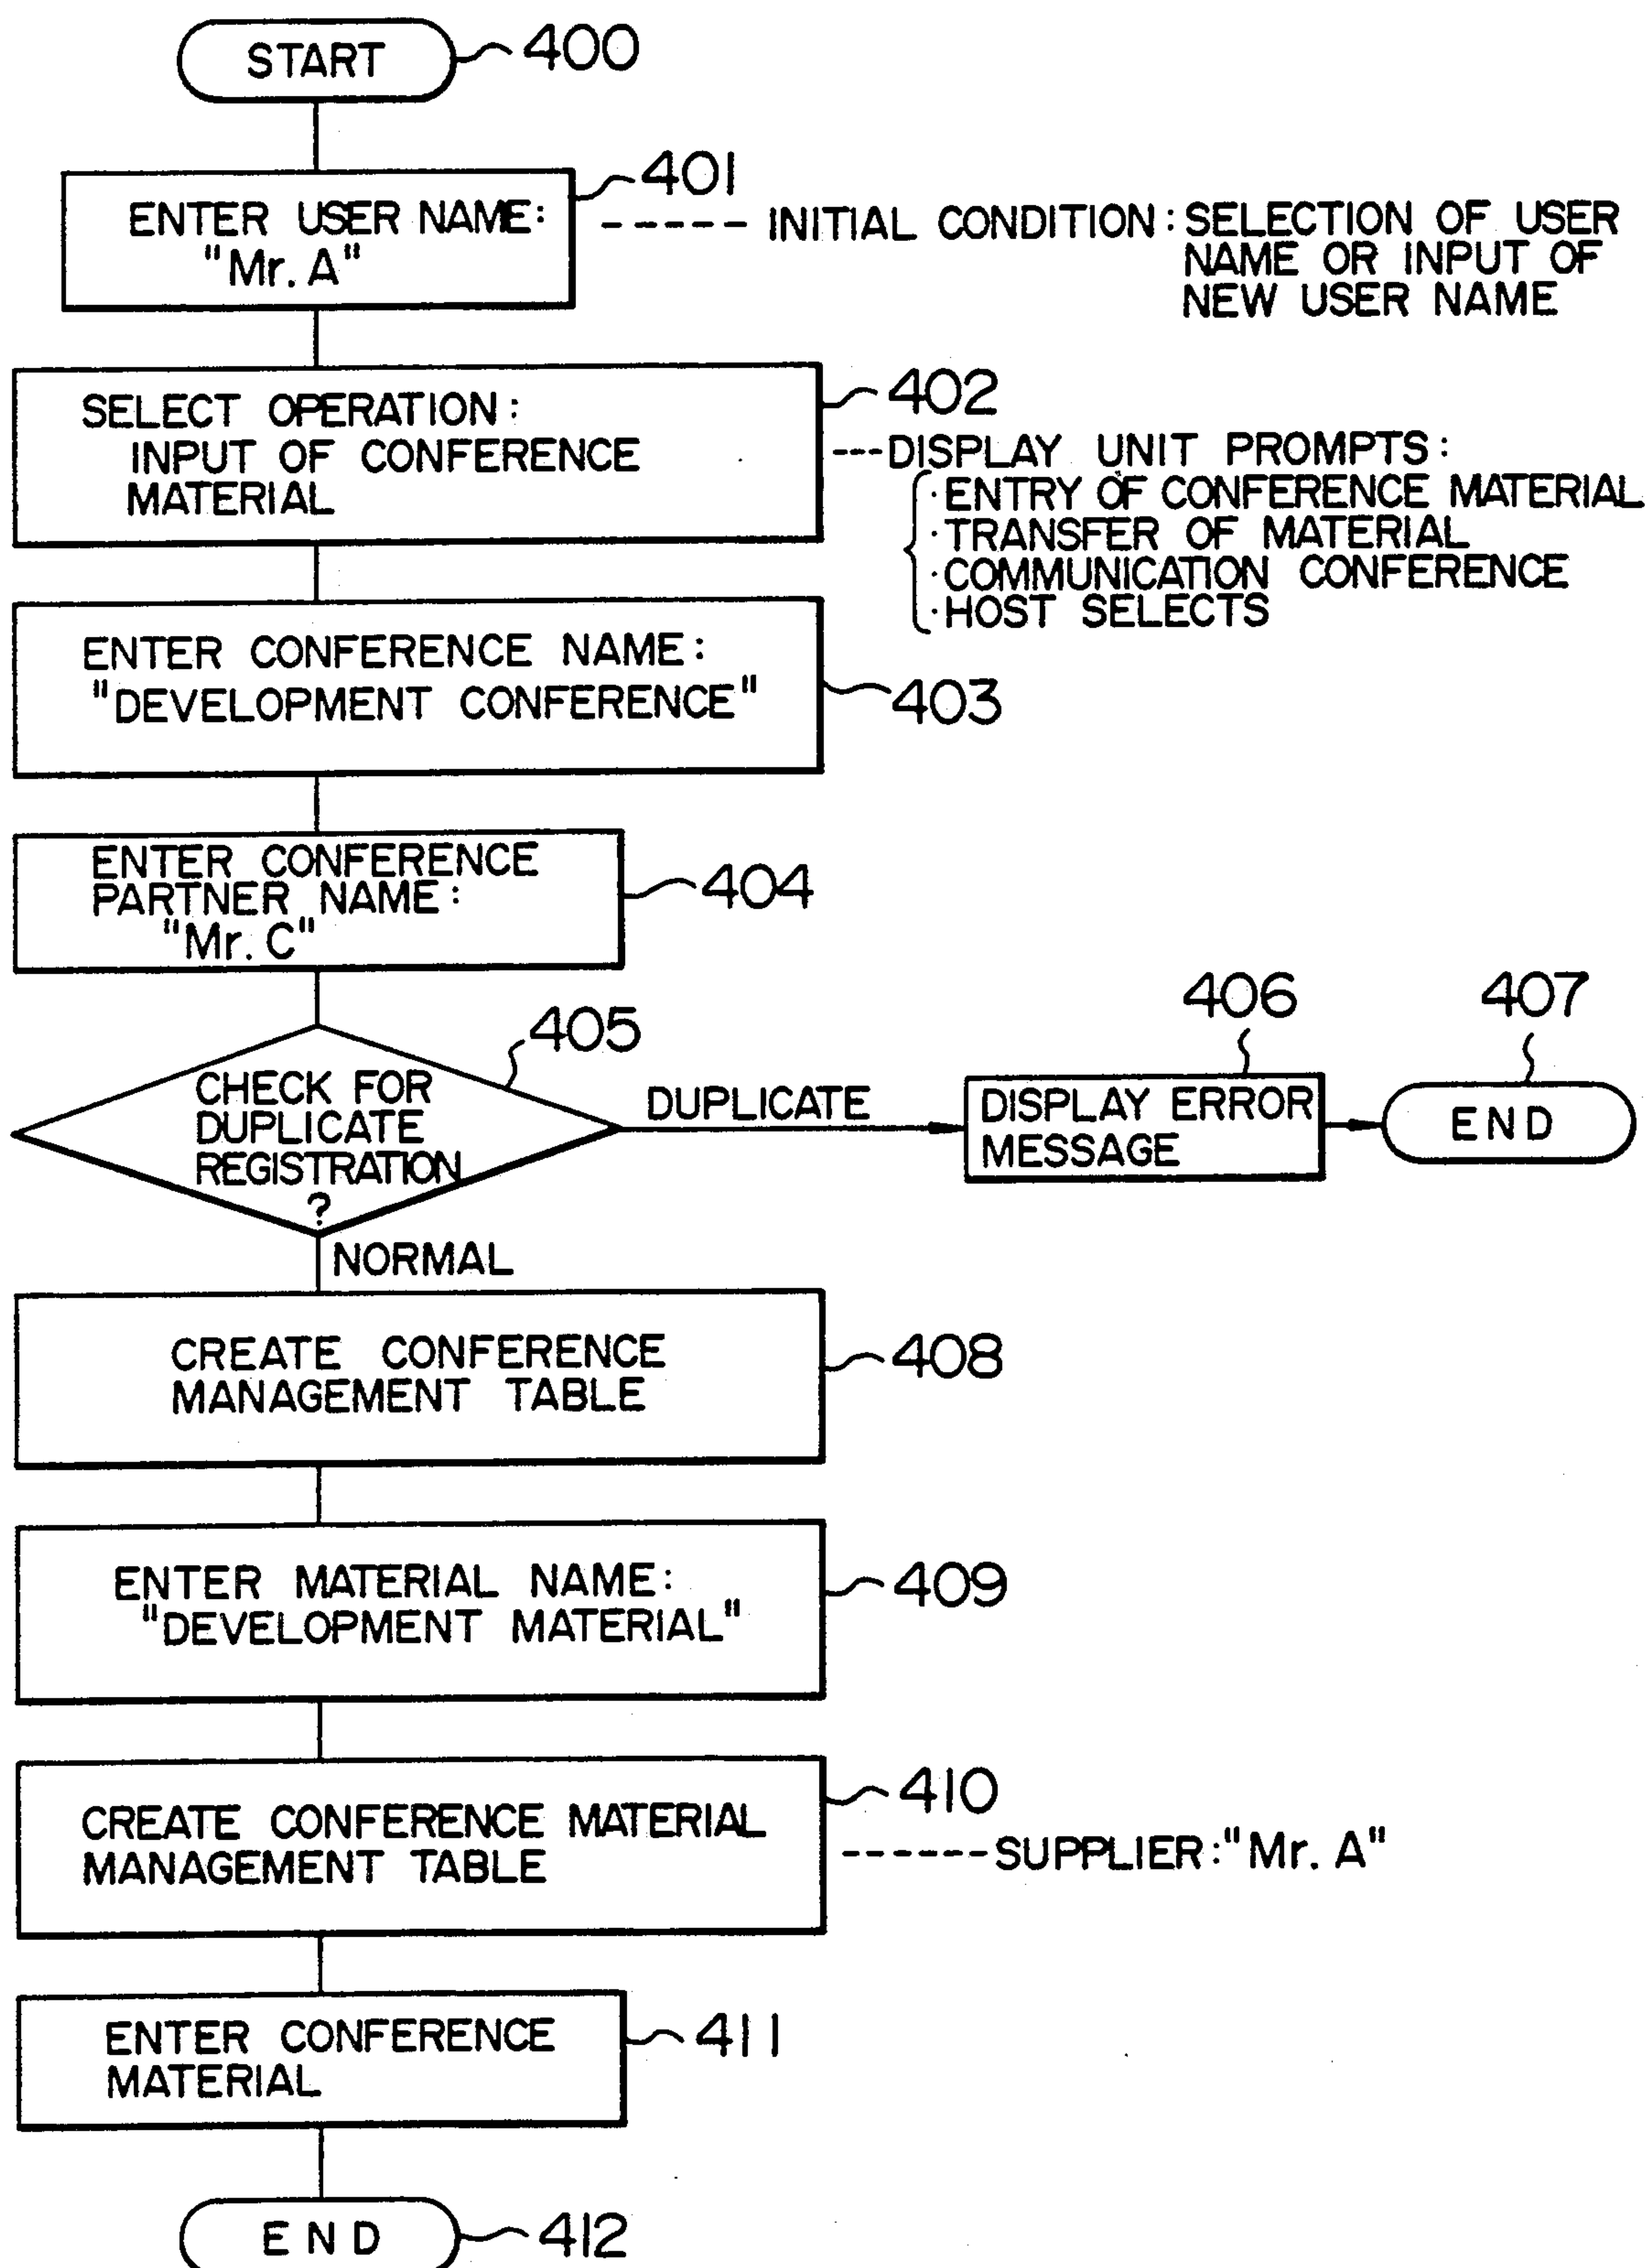 START
400
401
ENTER USER NAME:
"Mr. A"
INITIAL CONDITION: SELECTION OF USER
NAME OR INPUT OF
NEW USER NAME
402
SELECT OPERATION:
INPUT OF CONFERENCE
MATERIAL
DISPLAY UNIT PROMPTS:
· ENTRY OF CONFERENCE MATERIAL
· TRANSFER OF MATERIAL
· COMMUNICATION CONFERENCE
· HOST SELECTS
ENTER CONFERENCE NAME:
"DEVELOPMENT CONFERENCE"
403
ENTER CONFERENCE
PARTNER NAME:
"Mr. C"
404
405
CHECK FOR
DUPLICATE
REGISTRATION
?
DUPLICATE
406
DISPLAY ERROR
MESSAGE
407
END
NORMAL
CREATE CONFERENCE
MANAGEMENT TABLE
408
ENTER MATERIAL NAME:
"DEVELOPMENT MATERIAL"
409
410
CREATE CONFERENCE MATERIAL
MANAGEMENT TABLE
SUPPLIER: "Mr. A"
ENTER CONFERENCE
MATERIAL
411
END
412